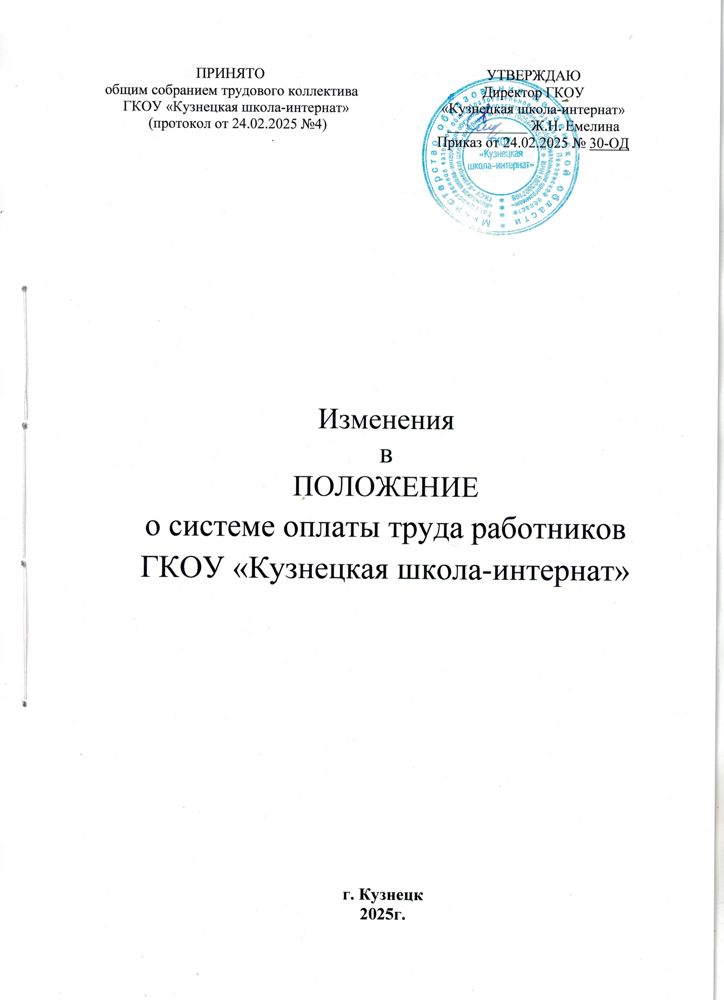 ПРИНЯТО
общим собранием трудового коллектива
ГКОУ «Кузнецкая школа-интернат»
(протокол от 24.02.2025 №4)
УТВЕРЖДАЮ
Директор ГКОУ
«Кузнецкая школа-интернат»
Ж.Н. Емелина
Приказ от 24.02.2025 № 30-ОД
Министерство образования Пензенской области
ГКОУ
«Кузнецкая
школа–интернат»
Изменения
в
ПОЛОЖЕНИЕ
о системе оплаты труда работников
ГКОУ «Кузнецкая школа-интернат»
г. Кузнецк
2025г.